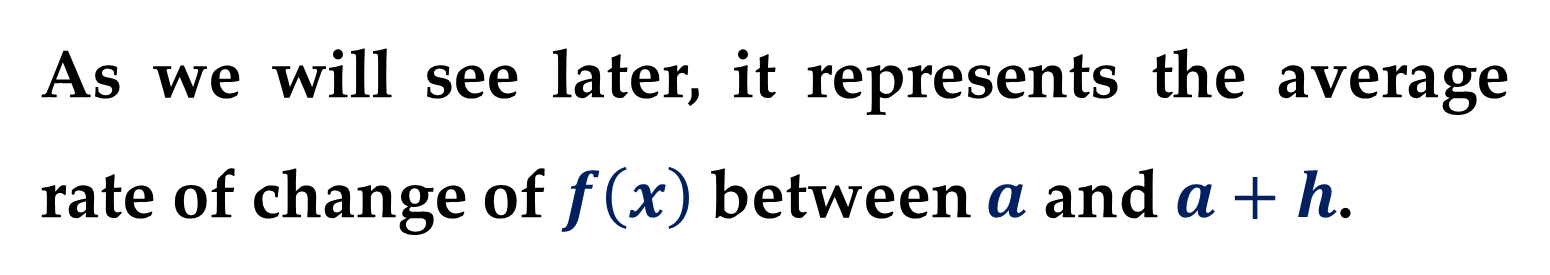 As we will see later, it represents the average
rate of change of f(x) between a and a + h.